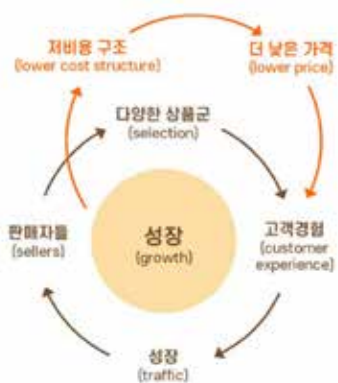 저비용 구조
(lower cost structure)
더 낮은 가격
(lower price)
다양한 상품군
(selection)
판매자들
(sellers)
성장
(growth)
고객경험
(customer
experience)
성장
(traffic)